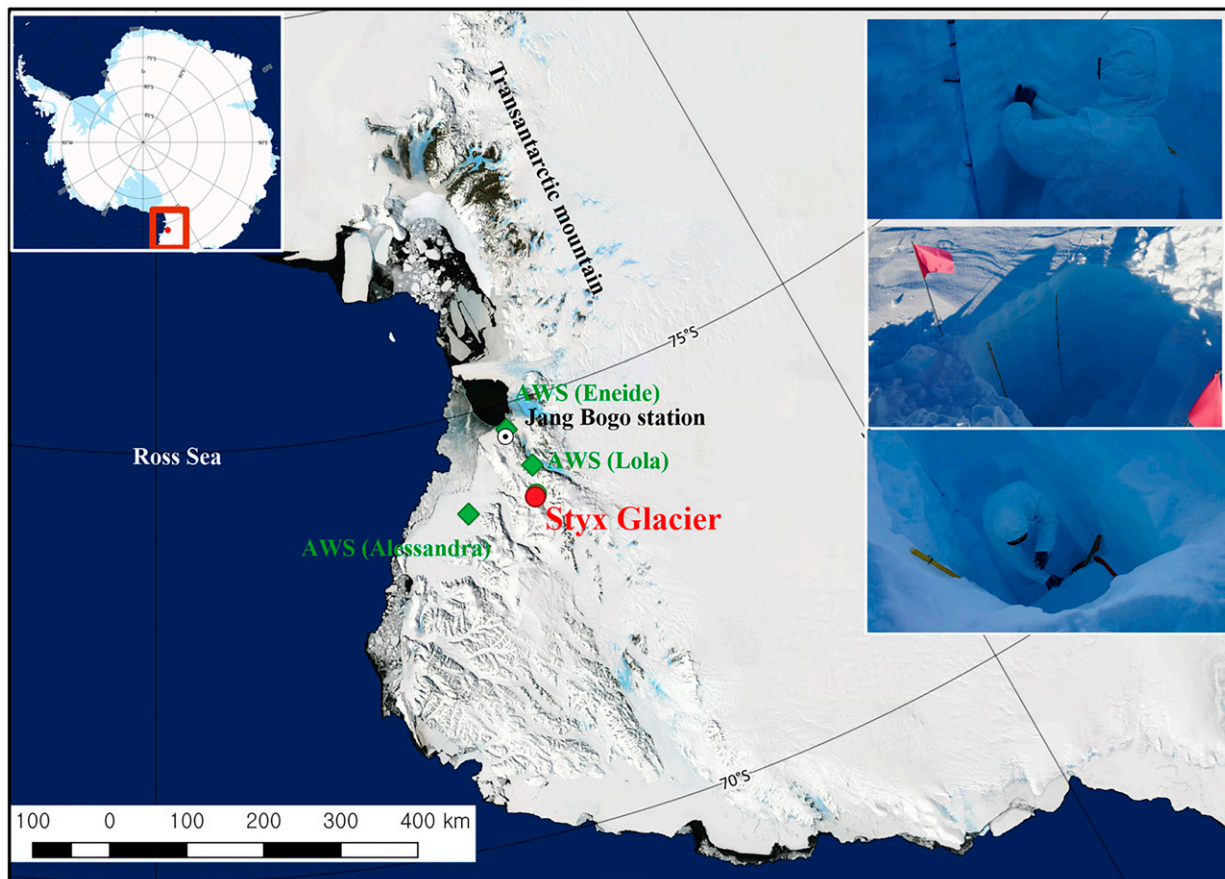 Transantarctic mountain
75°S
AWS (Eneide)
Jang Bogo station
Ross Sea
AWS (Lola)
Styx Glacier
AWS (Alessandra)
70°S
100 0 100 200 300 400 km